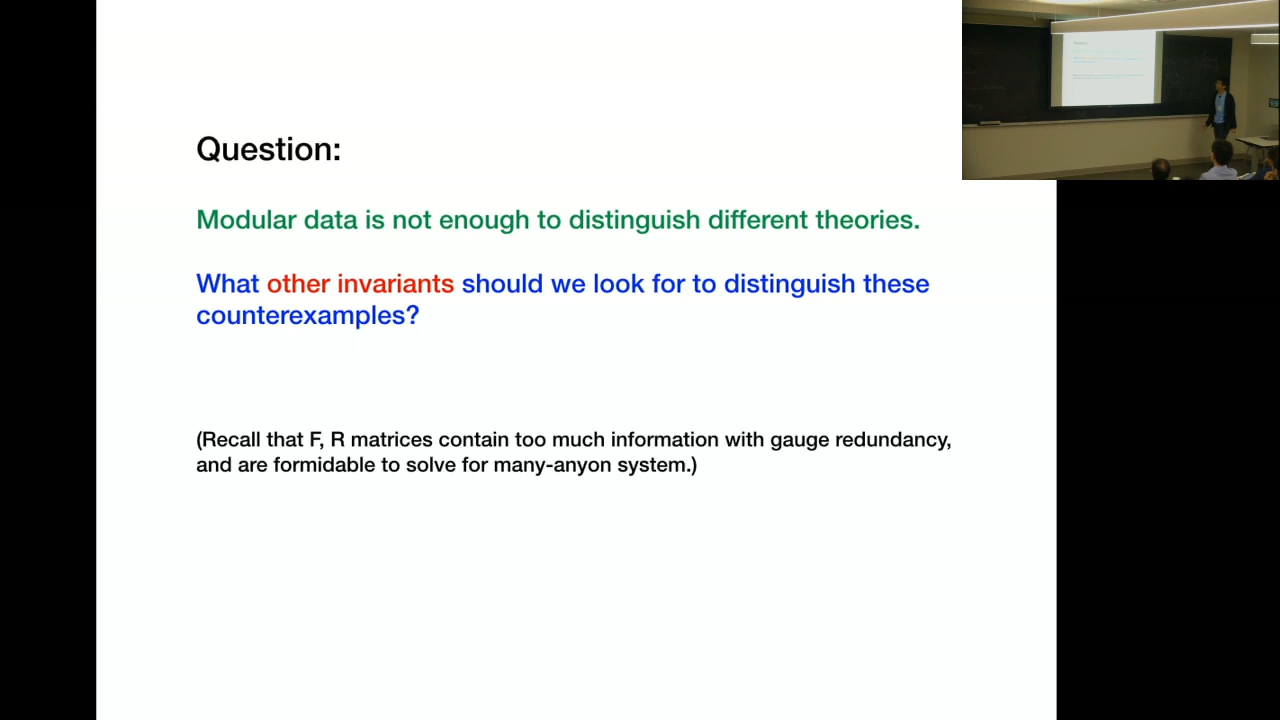 Question:
Modular data is not enough to distinguish different theories.
What other invariants should we look for to distinguish these
counterexamples?
(Recall that F, R matrices contain too much information with gauge redundancy,
and are formidable to solve for many-anyon system.)